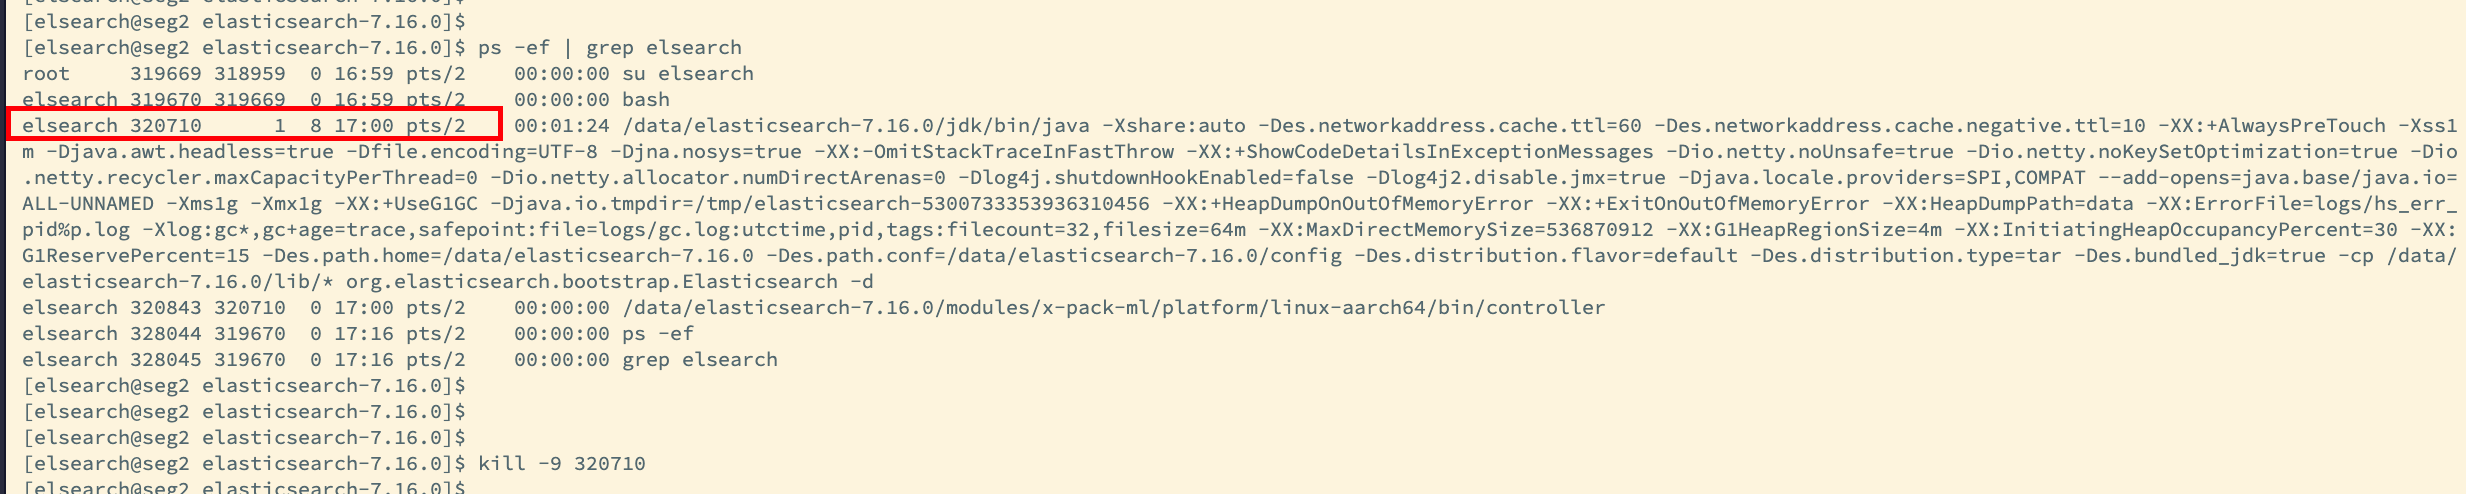 [elsearch@seg2 elasticsearch-7.16.0]$
[elsearch@seg2 elasticsearch-7.16.0]$ ps -ef | grep elsearch
root     319669 318959  0 16:59 pts/2    00:00:00 su elsearch
elsearch 319670 319669  0 16:59 pts/2    00:00:00 bash
elsearch 320710      1  8 17:00 pts/2    00:01:24 /data/elasticsearch-7.16.0/jdk/bin/java -Xshare:auto -Des.networkaddress.cache.ttl=60 -Des.networkaddress.cache.negative.ttl=10 -XX:+AlwaysPreTouch -Xss1
m -Djava.awt.headless=true -Dfile.encoding=UTF-8 -Djna.nosys=true -XX:-OmitStackTraceInFastThrow -XX:+ShowCodeDetailsInExceptionMessages -Dio.netty.noUnsafe=true -Dio.netty.noKeySetOptimization=true -Dio
.netty.recycler.maxCapacityPerThread=0 -Dio.netty.allocator.numDirectArenas=0 -Dlog4j.shutdownHookEnabled=false -Dlog4j2.disable.jmx=true -Djava.locale.providers=SPI,COMPAT --add-opens=java.base/java.io=
ALL-UNNAMED -Xms1g -Xmx1g -XX:+UseG1GC -Djava.io.tmpdir=/tmp/elasticsearch-5300733353936310456 -XX:+HeapDumpOnOutOfMemoryError -XX:+ExitOnOutOfMemoryError -XX:HeapDumpPath=data -XX:ErrorFile=logs/hs_err_
pid%p.log -Xlog:gc*,gc+age=trace,safepoint:file=logs/gc.log:utctime,pid,tags:filecount=32,filesize=64m -XX:MaxDirectMemorySize=536870912 -XX:G1HeapRegionSize=4m -XX:InitiatingHeapOccupancyPercent=30 -XX:
G1ReservePercent=15 -Des.path.home=/data/elasticsearch-7.16.0 -Des.path.conf=/data/elasticsearch-7.16.0/config -Des.distribution.flavor=default -Des.distribution.type=tar -Des.bundled_jdk=true -cp /data/
elasticsearch-7.16.0/lib/* org.elasticsearch.bootstrap.Elasticsearch -d
elsearch 320843 320710  0 17:00 pts/2    00:00:00 /data/elasticsearch-7.16.0/modules/x-pack-ml/platform/linux-aarch64/bin/controller
elsearch 328044 319670  0 17:16 pts/2    00:00:00 ps -ef
elsearch 328045 319670  0 17:16 pts/2    00:00:00 grep elsearch
[elsearch@seg2 elasticsearch-7.16.0]$
[elsearch@seg2 elasticsearch-7.16.0]$
[elsearch@seg2 elasticsearch-7.16.0]$
[elsearch@seg2 elasticsearch-7.16.0]$ kill -9 320710
[elsearch@seg2 elasticsearch-7.16.0]$